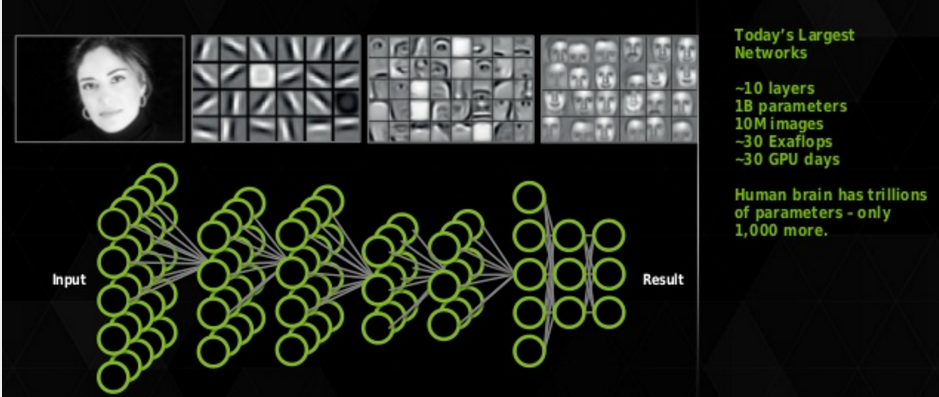 Today's Largest
Networks
~10 layers
1B parameters
10M images
~30 Exaflops
~30 GPU days
Human brain has trillions
of parameters - only
1,000 more.
Input
Result